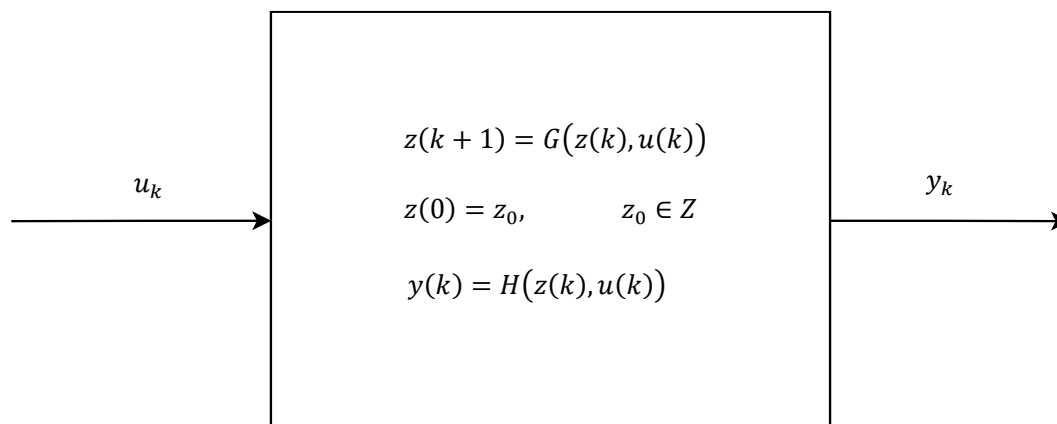 z(k + 1) = G(z(k), u(k))
u_k
y_k
z(0) = z_0, z_0 ∈ Z
y(k) = H(z(k), u(k))